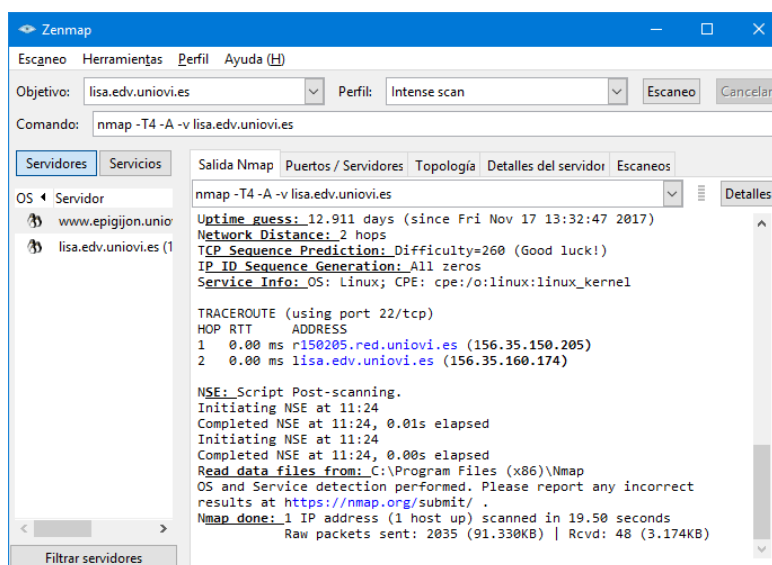 Zenmap
Escaneo Herramientas Perfil Ayuda (H)
Objetivo: lisa.edv.uniovi.es Perfil: Intense scan Escaneo Cancelar
Comando: nmap -T4 -A -v lisa.edv.uniovi.es
Servidores Servicios
Salida Nmap Puertos / Servidores Topología Detalles del servidor Escaneos
OS Servidor
www.epigijon.unio
lisa.edv.uniovi.es (1
nmap -T4 -A -v lisa.edv.uniovi.es Detalles
Uptime guess: 12.911 days (since Fri Nov 17 13:32:47 2017)
Network Distance: 2 hops
TCP Sequence Prediction: Difficulty=260 (Good luck!)
IP ID Sequence Generation: All zeros
Service Info: OS: Linux; CPE: cpe:/o:linux:linux_kernel
TRACEROUTE (using port 22/tcp)
HOP RTT ADDRESS
1 0.00 ms r150205.red.uniovi.es (156.35.150.205)
2 0.00 ms lisa.edv.uniovi.es (156.35.160.174)
NSE: Script Post-scanning.
Initiating NSE at 11:24
Completed NSE at 11:24, 0.01s elapsed
Initiating NSE at 11:24
Completed NSE at 11:24, 0.00s elapsed
Read data files from: C:\Program Files (x86)\Nmap
OS and Service detection performed. Please report any incorrect
results at https://nmap.org/submit/ .
Nmap done: 1 IP address (1 host up) scanned in 19.50 seconds
Raw packets sent: 2035 (91.330KB) | Rcvd: 48 (3.174KB)
Filtrar servidores